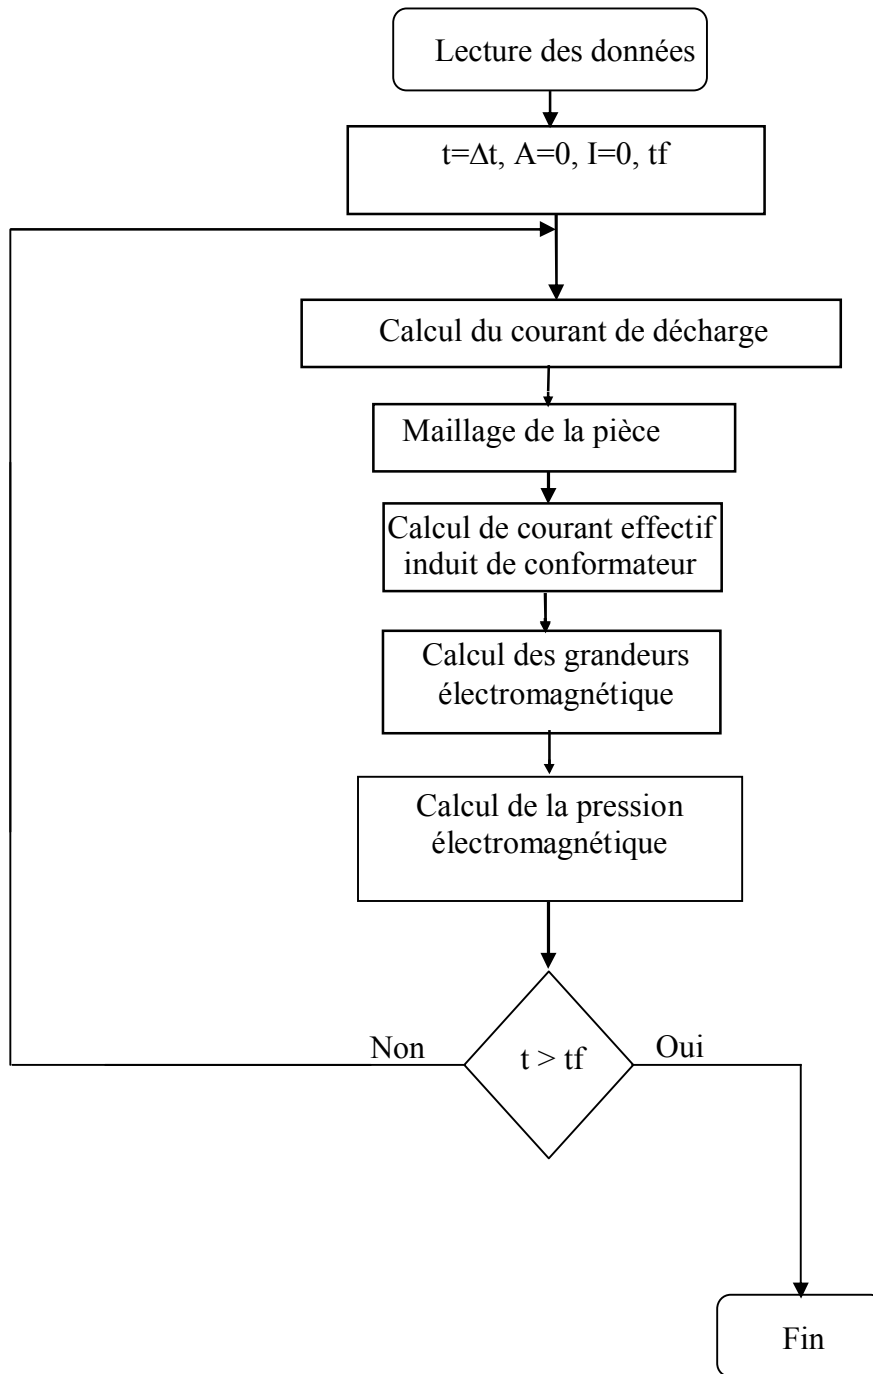 Lecture des données
t=Δt, A=0, I=0, tf
Calcul du courant de décharge
Maillage de la pièce
Calcul de courant effectif
induit de conformateur
Calcul des grandeurs
électromagnétique
Calcul de la pression
électromagnétique
Non
t > tf
Oui
Fin